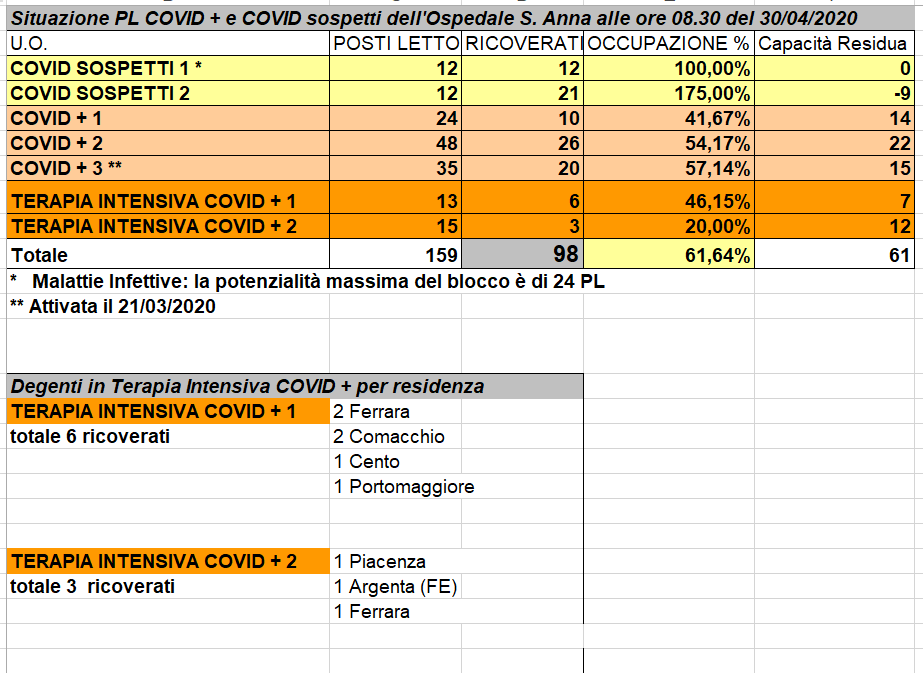 Situazione PL COVID + e COVID sospetti dell'Ospedale S. Anna alle ore 08.30 del 30/04/2020
U.O. POSTI LETTO RICOVERATI OCCUPAZIONE % Capacità Residua
COVID SOSPETTI 1 * 12 12 100,00% 0
COVID SOSPETTI 2 12 21 175,00% -9
COVID + 1 24 10 41,67% 14
COVID + 2 48 26 54,17% 22
COVID + 3 ** 35 20 57,14% 15
TERAPIA INTENSIVA COVID + 1 13 6 46,15% 7
TERAPIA INTENSIVA COVID + 2 15 3 20,00% 12
Totale 159 98 61,64% 61
* Malattie Infettive: la potenzialità massima del blocco è di 24 PL
** Attivata il 21/03/2020
Degenti in Terapia Intensiva COVID + per residenza
TERAPIA INTENSIVA COVID + 1 2 Ferrara
totale 6 ricoverati 2 Comacchio
1 Cento
1 Portomaggiore
TERAPIA INTENSIVA COVID + 2 1 Piacenza
totale 3 ricoverati 1 Argenta (FE)
1 Ferrara